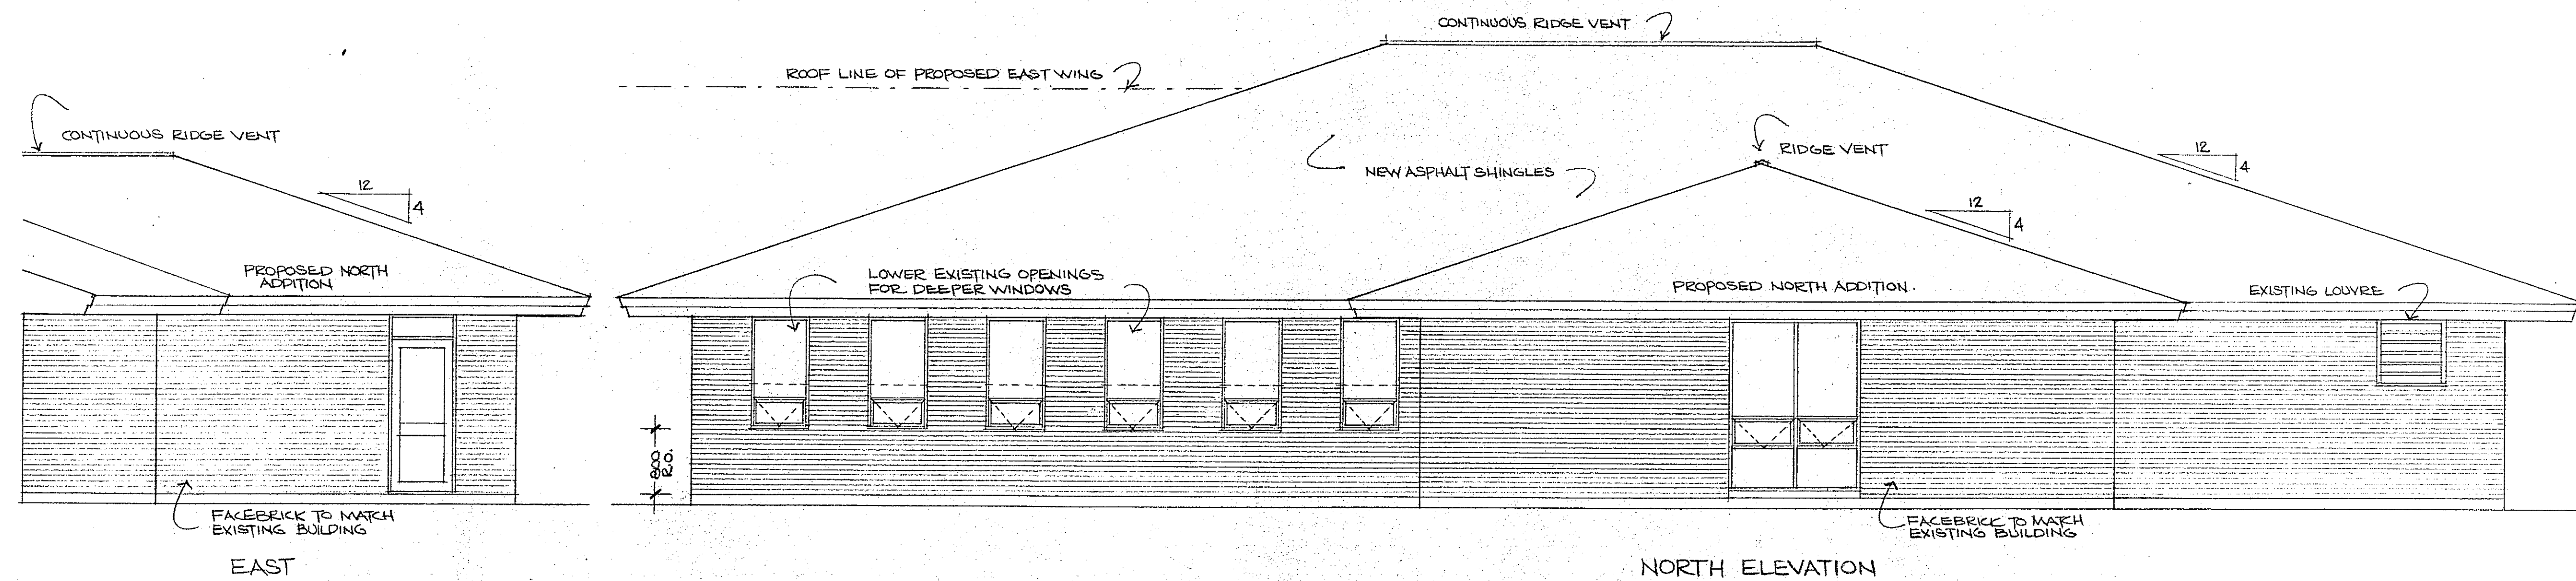 CONTINUOUS RIDGE VENT
12
4
PROPOSED NORTH
ADDITION
FACEBRICK TO MATCH
EXISTING BUILDING
EAST
CONTINUOUS RIDGE VENT
ROOF LINE OF PROPOSED EAST WING
RIDGE VENT
NEW ASPHALT SHINGLES
12
4
12
4
LOWER EXISTING OPENINGS
FOR DEEPER WINDOWS
PROPOSED NORTH ADDITION.
EXISTING LOUVRE
800
R.O.
FACEBRICK TO MATCH
EXISTING BUILDING
NORTH ELEVATION